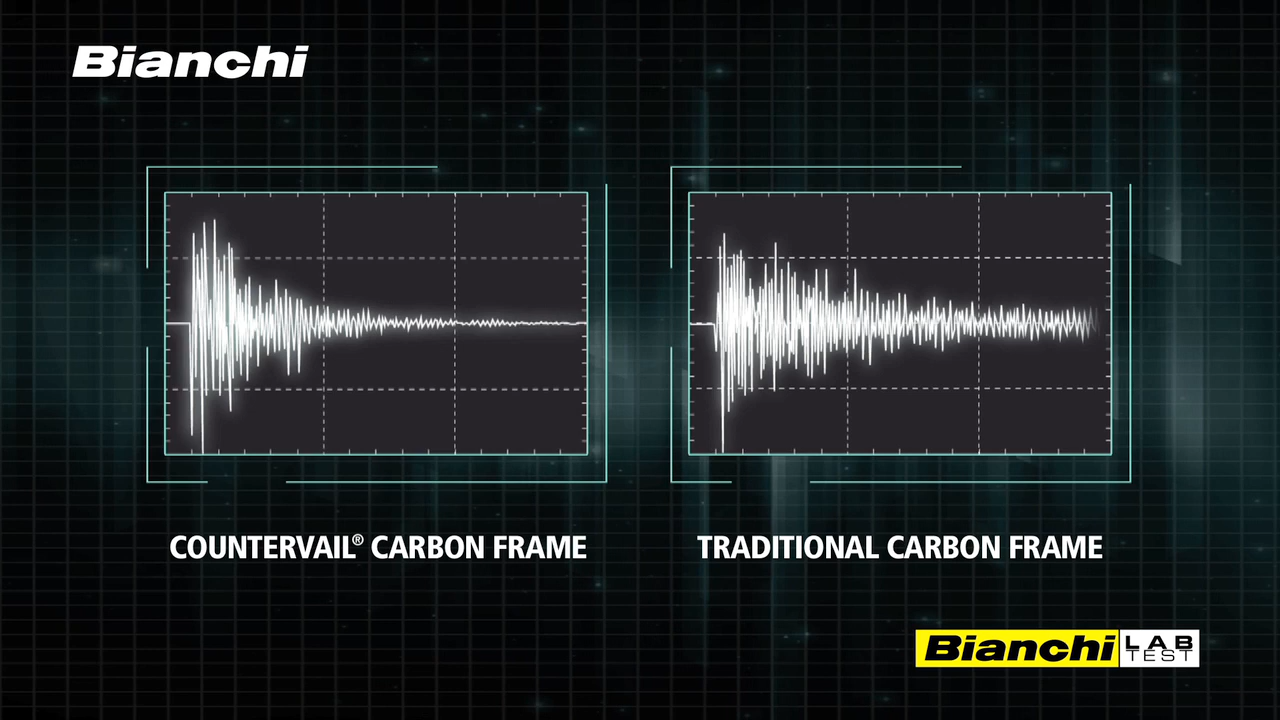 Bianchi
COUNTERVAIL® CARBON FRAME
TRADITIONAL CARBON FRAME
Bianchi LAB
TEST